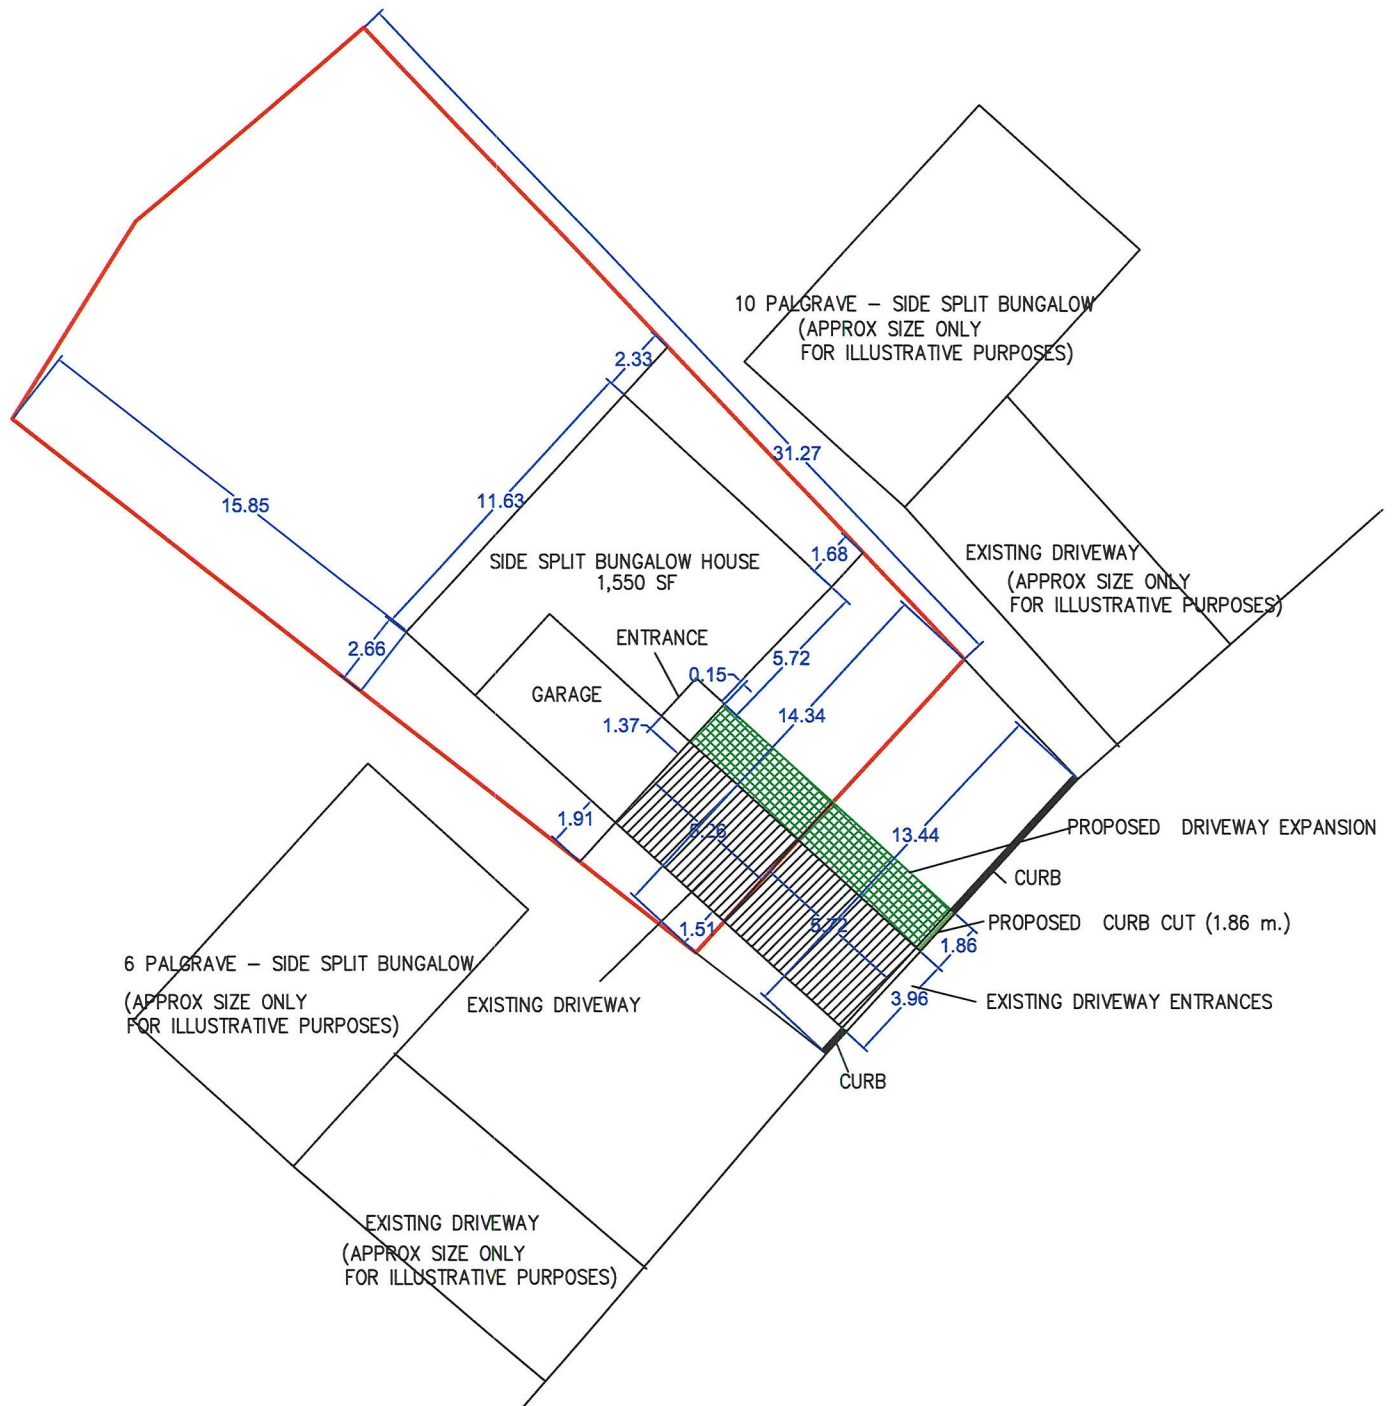 10 PALGRAVE - SIDE SPLIT BUNGALOW
(APPROX SIZE ONLY
FOR ILLUSTRATIVE PURPOSES)
2.33
31.27
15.85
11.63
1.68
EXISTING DRIVEWAY
(APPROX SIZE ONLY
FOR ILLUSTRATIVE PURPOSES)
SIDE SPLIT BUNGALOW HOUSE
1,550 SF
ENTRANCE
2.66
5.72
0.15
GARAGE
14.34
1.37
1.91
5.26
13.44
PROPOSED DRIVEWAY EXPANSION
CURB
1.51
5.72
PROPOSED CURB CUT (1.86 m.)
1.86
6 PALGRAVE - SIDE SPLIT BUNGALOW
(APPROX SIZE ONLY
FOR ILLUSTRATIVE PURPOSES)
EXISTING DRIVEWAY
3.96
EXISTING DRIVEWAY ENTRANCES
CURB
EXISTING DRIVEWAY
(APPROX SIZE ONLY
FOR ILLUSTRATIVE PURPOSES)